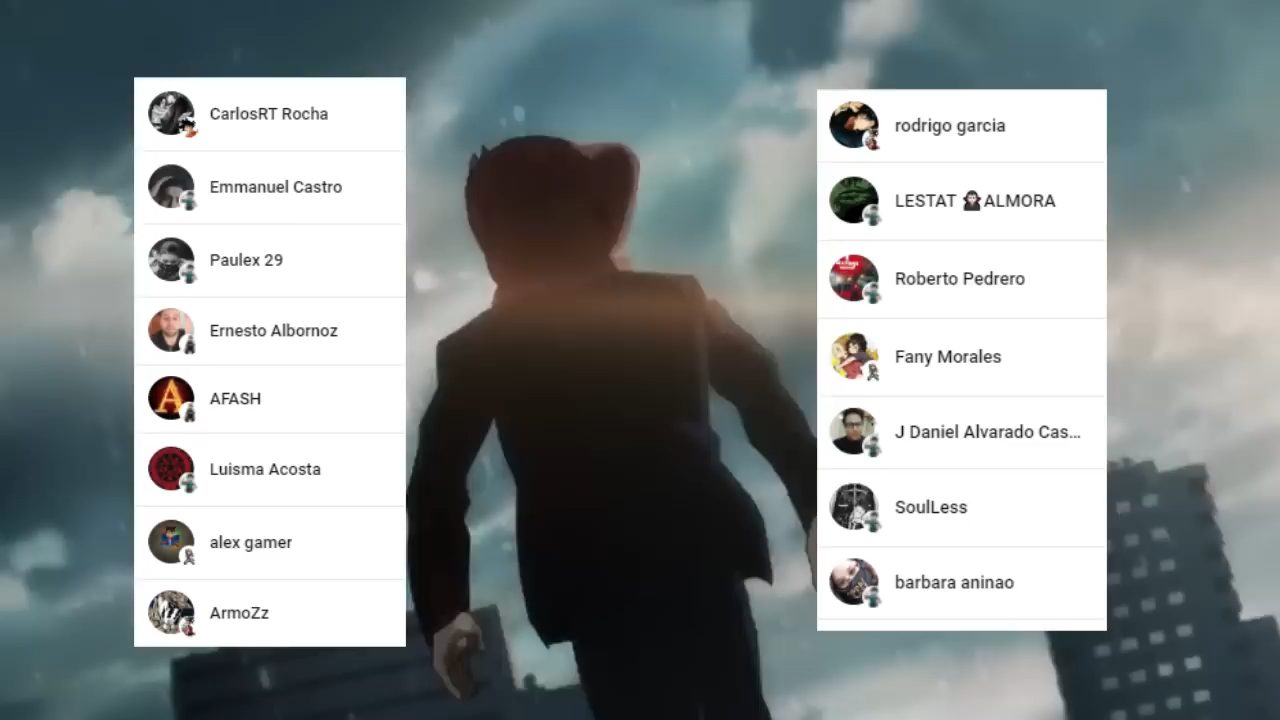 CarlosRT Rocha
Emmanuel Castro
Paulex 29
Ernesto Albornoz
AFASH
Luisma Acosta
alex gamer
ArmoZz
rodrigo garcia
LESTAT 🧛ALMORA
Roberto Pedrero
Fany Morales
J Daniel Alvarado Cas...
SoulLess
barbara aninao